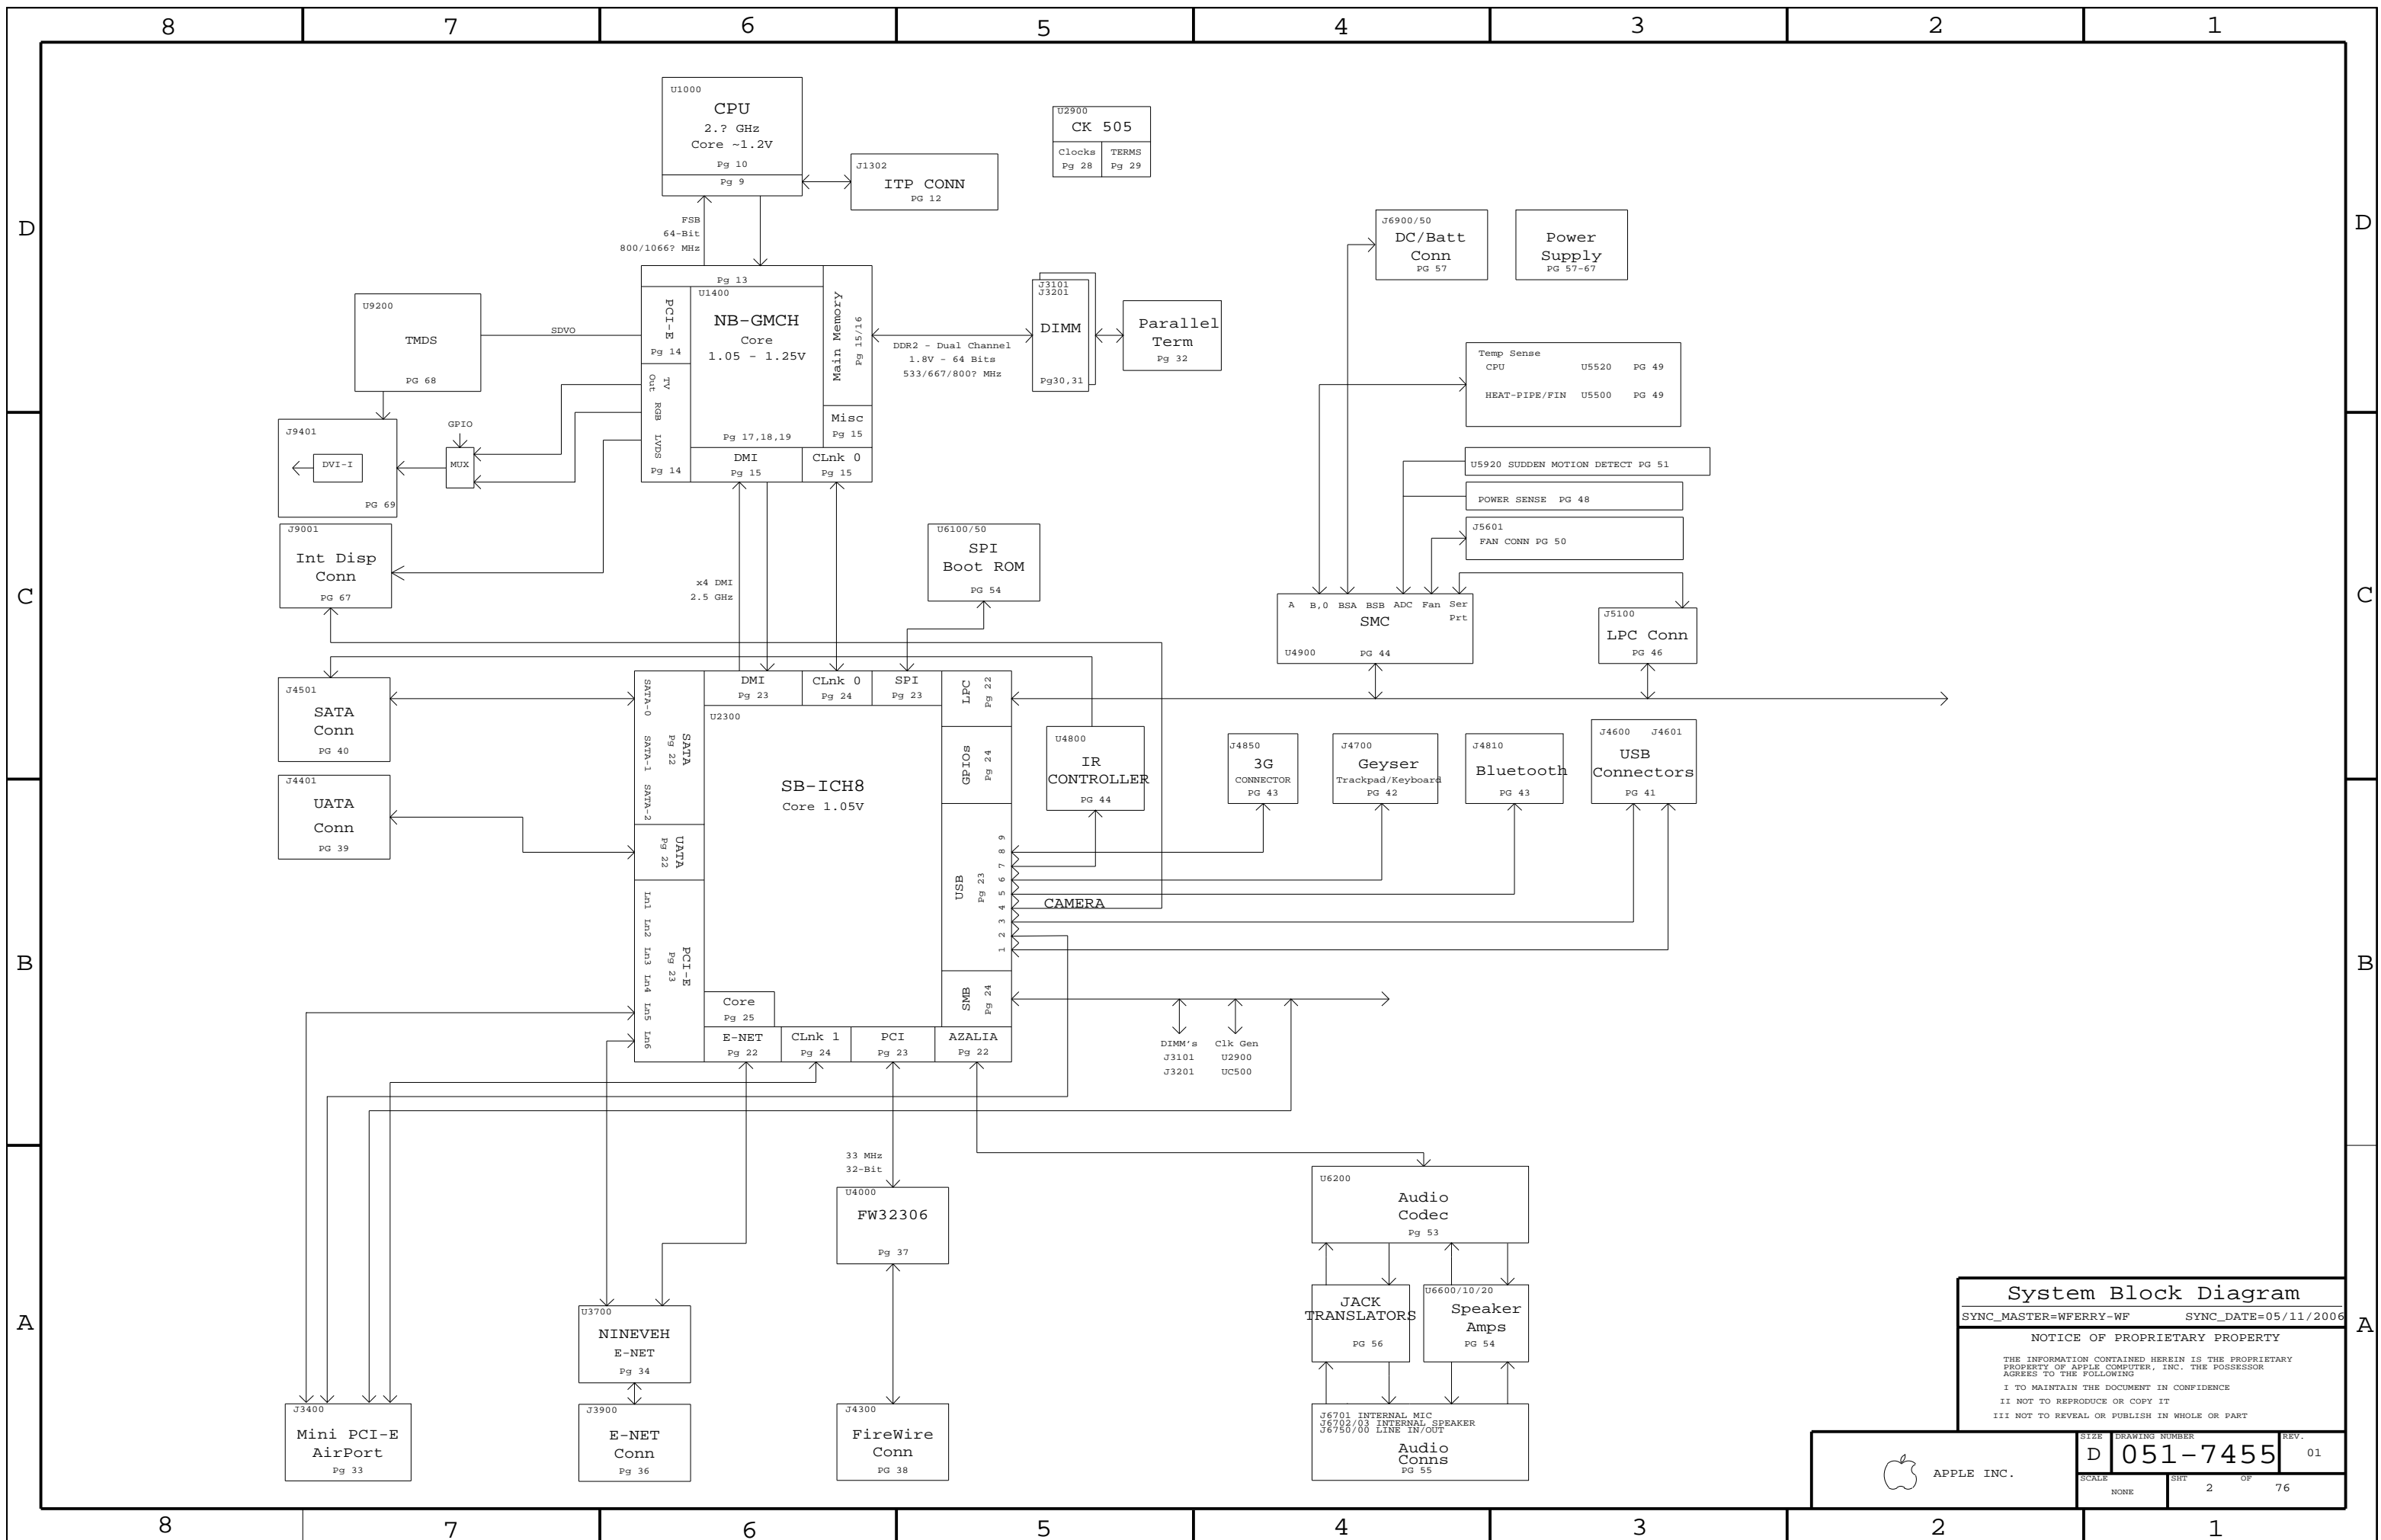 8 7 6 5 4 3 2 1
D
C
B
A
D
C
B
A
U1000
CPU
2.? GHz
Core ~1.2V
Pg 10
Pg 9
J1302
ITP CONN
PG 12
U2900
CK 505
Clocks
Pg 28
TERMS
Pg 29
FSB
64-Bit
800/1066? MHz
J6900/50
DC/Batt
Conn
PG 57
Power
Supply
PG 57-67
U9200
TMDS
PG 68
SDVO
Pg 13
PCI-E
Pg 14
U1400
NB-GMCH
Core
1.05 - 1.25V
Pg 17,18,19
Main Memory
Pg 15/16
Misc
Pg 15
TV
Out
RGB
LVDS
Pg 14
DMI
Pg 15
CLnk 0
Pg 15
DDR2 - Dual Channel
1.8V - 64 Bits
533/667/800? MHz
J3101
J3201
DIMM
Pg30,31
Parallel
Term
Pg 32
Temp Sense
CPU U5520 PG 49
HEAT-PIPE/FIN U5500 PG 49
U5920 SUDDEN MOTION DETECT PG 51
POWER SENSE PG 48
J5601
FAN CONN PG 50
J9401
DVI-I
PG 69
GPIO
MUX
J9001
Int Disp
Conn
PG 67
x4 DMI
2.5 GHz
U6100/50
SPI
Boot ROM
PG 54
A B,0 BSA BSB ADC Fan Ser
Prt
SMC
U4900 PG 44
J5100
LPC Conn
PG 46
J4501
SATA
Conn
PG 40
J4401
UATA
Conn
PG 39
SATA-0
SATA-1
SATA-2
SATA
Pg 22
DMI
Pg 23
CLnk 0
Pg 24
SPI
Pg 23
LPC
Pg 22
U2300
SB-ICH8
Core 1.05V
GPIOs
Pg 24
UATA
Pg 22
Ln1
Ln2
Ln3
Ln4
Ln5
Ln6
PCI-E
Pg 23
USB
Pg 23
9
8
7
6
5
4
3
2
1
CAMERA
SMB
Pg 24
Core
Pg 25
E-NET
Pg 22
CLnk 1
Pg 24
PCI
Pg 23
AZALIA
Pg 22
U4800
IR
CONTROLLER
PG 44
J4850
3G
CONNECTOR
PG 43
J4700
Geyser
Trackpad/Keyboard
PG 42
J4810
Bluetooth
PG 43
J4600 J4601
USB
Connectors
PG 41
DIMM's
J3101
J3201
Clk Gen
U2900
UC500
33 MHz
32-Bit
U4000
FW32306
Pg 37
U6200
Audio
Codec
Pg 53
JACK
TRANSLATORS
PG 56
U6600/10/20
Speaker
Amps
PG 54
U3700
NINEVEH
E-NET
Pg 34
J3400
Mini PCI-E
AirPort
Pg 33
J3900
E-NET
Conn
Pg 36
J4300
FireWire
Conn
PG 38
J6701 INTERNAL MIC
J6702/03 INTERNAL SPEAKER
J6750/00 LINE IN/OUT
Audio
Conns
PG 55
System Block Diagram
SYNC_MASTER=WFERRY-WF SYNC_DATE=05/11/2006
NOTICE OF PROPRIETARY PROPERTY
THE INFORMATION CONTAINED HEREIN IS THE PROPRIETARY
PROPERTY OF APPLE COMPUTER, INC. THE POSSESSOR
AGREES TO THE FOLLOWING
I TO MAINTAIN THE DOCUMENT IN CONFIDENCE
II NOT TO REPRODUCE OR COPY IT
III NOT TO REVEAL OR PUBLISH IN WHOLE OR PART
APPLE INC.
SIZE
D
DRAWING NUMBER
051-7455
REV.
01
SCALE
NONE
SHT OF
2 76
8 7 6 5 4 3 2 1